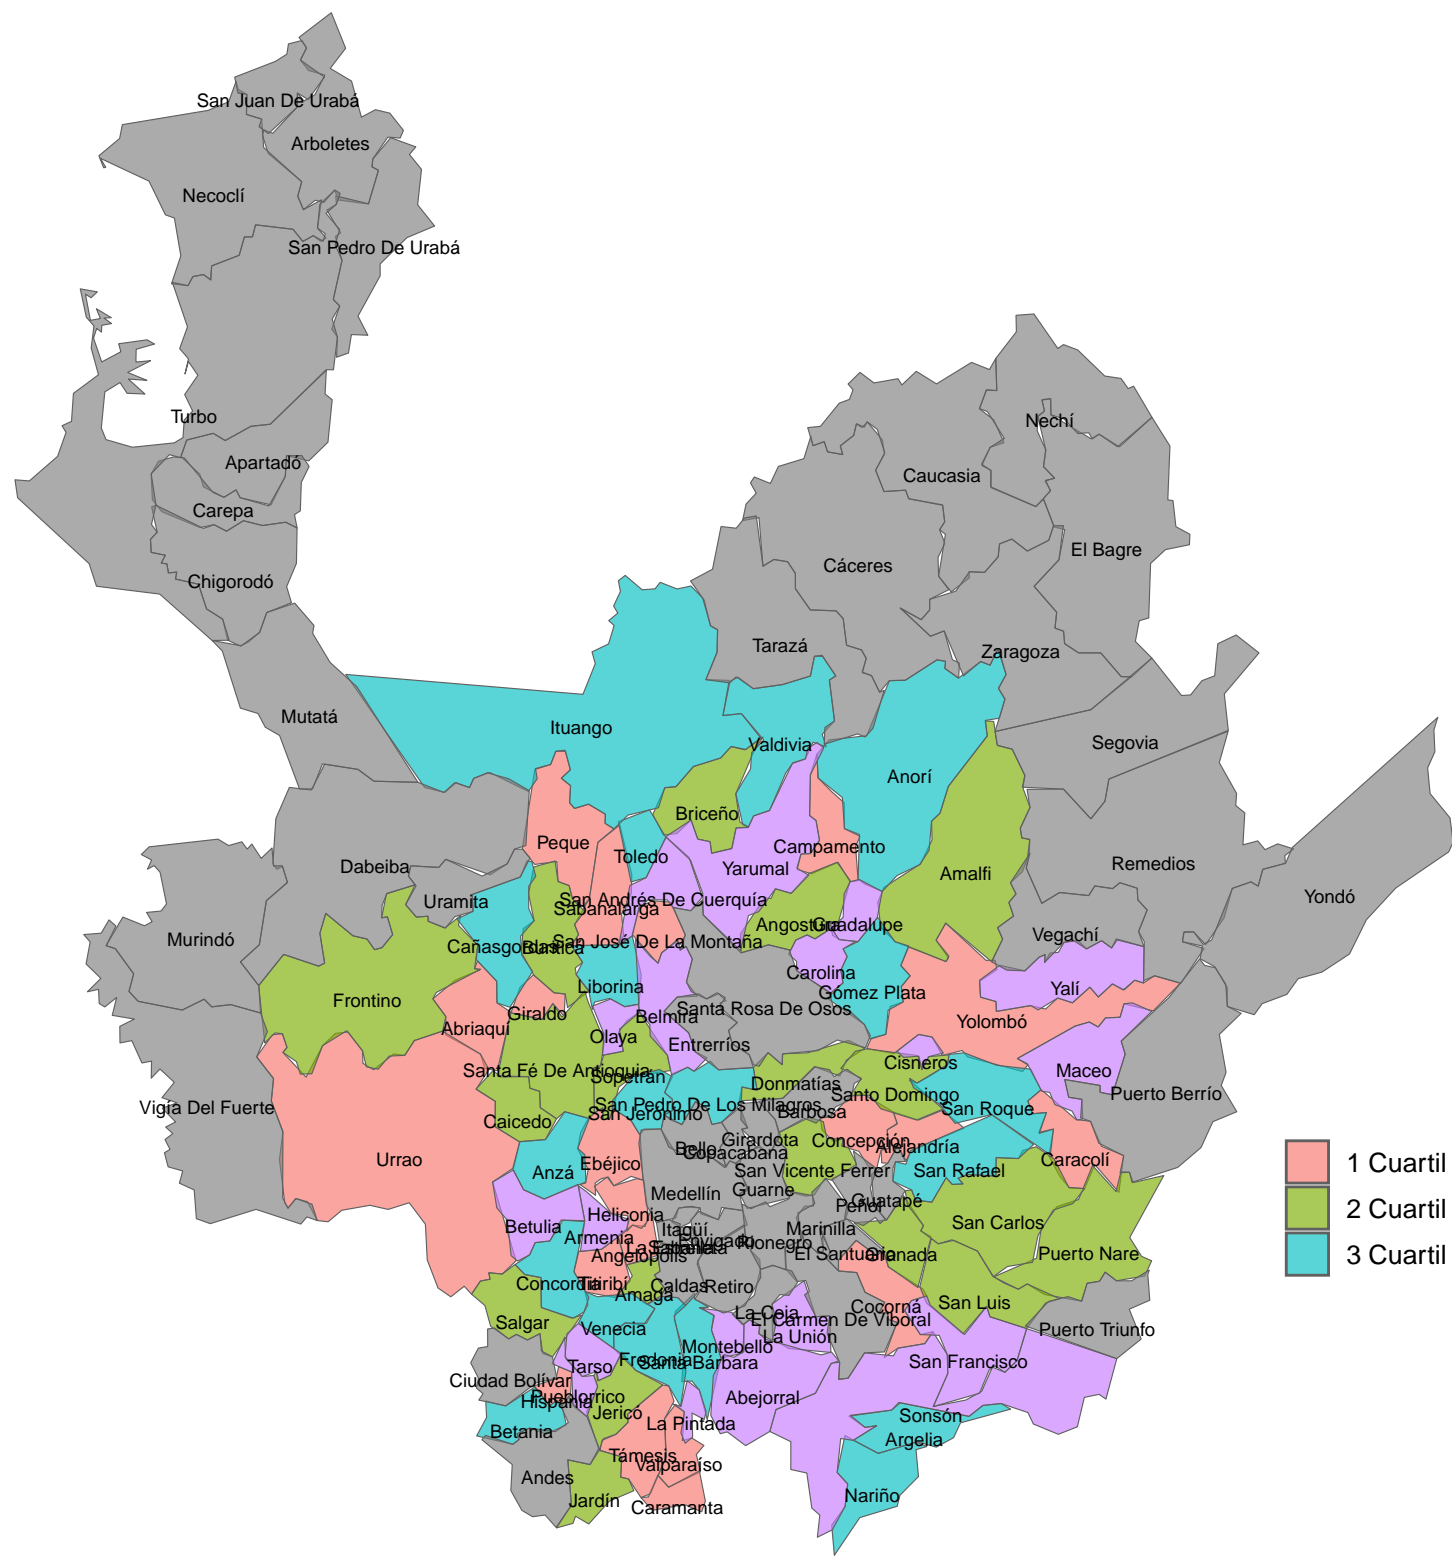 San Juan De Urabá
Arboletes
Necoclí
San Pedro De Urabá
Turbo
Apartadó
Carepa
Chigorodó
Mutatá
Nechí
Caucasia
El Bagre
Cáceres
Tarazá
Zaragoza
Ituango
Valdivia
Segovia
Anorí
Briceño
Peque
Toledo
Campamento
Yarumal
Remedios
Dabeiba
Amalfi
Yondó
Uramita
San Andrés De Cuerquía
Sabanalarga
Angostura
Guadalupe
Murindó
Cañasgordas
Buriticá
San José De La Montaña
Vegachí
Carolina
Liborina
Gómez Plata
Yalí
Frontino
Giraldo
Santa Rosa De Osos
Belmira
Yolombó
Abriaquí
Olaya
Entrerríos
Cisneros
Santa Fé De Antioquia
Sopetrán
Maceo
Donmatías
Santo Domingo
Puerto Berrío
Vigía Del Fuerte
San Pedro De Los Milagros
San Jerónimo
Barbosa
San Roque
Caicedo
Girardota
Concepción
Bello
Copacabana
Alejandría
Urrao
Ebéjico
Anzá
San Vicente Ferrer
San Rafael
Caracolí
1 Cuartil
Medellín
Guarne
Guatapé
Peñol
2 Cuartil
Heliconia
Betulia
Itagüí
Marinilla
San Carlos
Armenia
La Estrella
Sabaneta
Envigado
Rionegro
Angelópolis
El Santuario
Granada
Puerto Nare
3 Cuartil
Concordia
Titiribí
Amagá
Caldas
Retiro
San Luis
Cocorná
La Ceja
El Carmen De Viboral
Salgar
Venecia
La Unión
Puerto Triunfo
Montebello
Tarso
Fredonia
Santa Bárbara
San Francisco
Ciudad Bolívar
Pueblorrico
Hispania
Abejorral
Jericó
La Pintada
Sonsón
Betania
Argelia
Támesis
Valparaíso
Andes
Jardín
Caramanta
Nariño